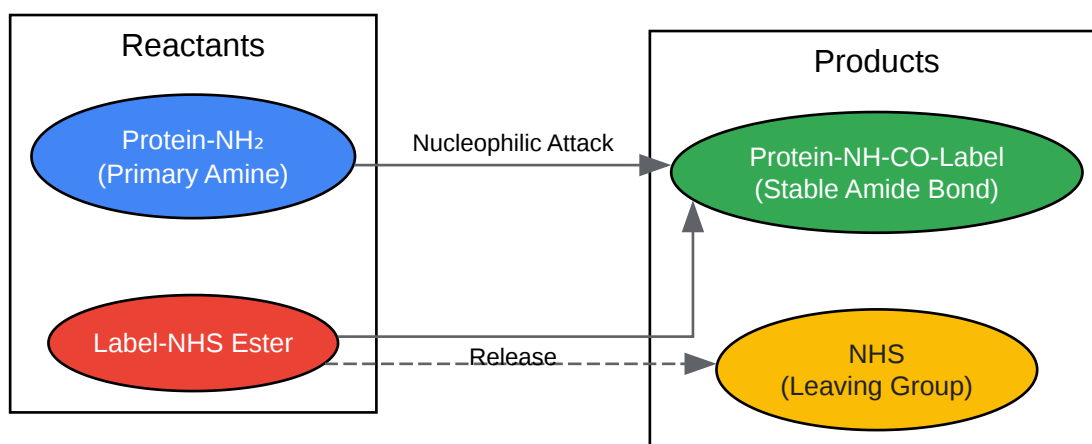 Reactants
Protein-NH₂
(Primary Amine)
Label-NHS Ester
Nucleophilic Attack
Release
Products
Protein-NH-CO-Label
(Stable Amide Bond)
NHS
(Leaving Group)